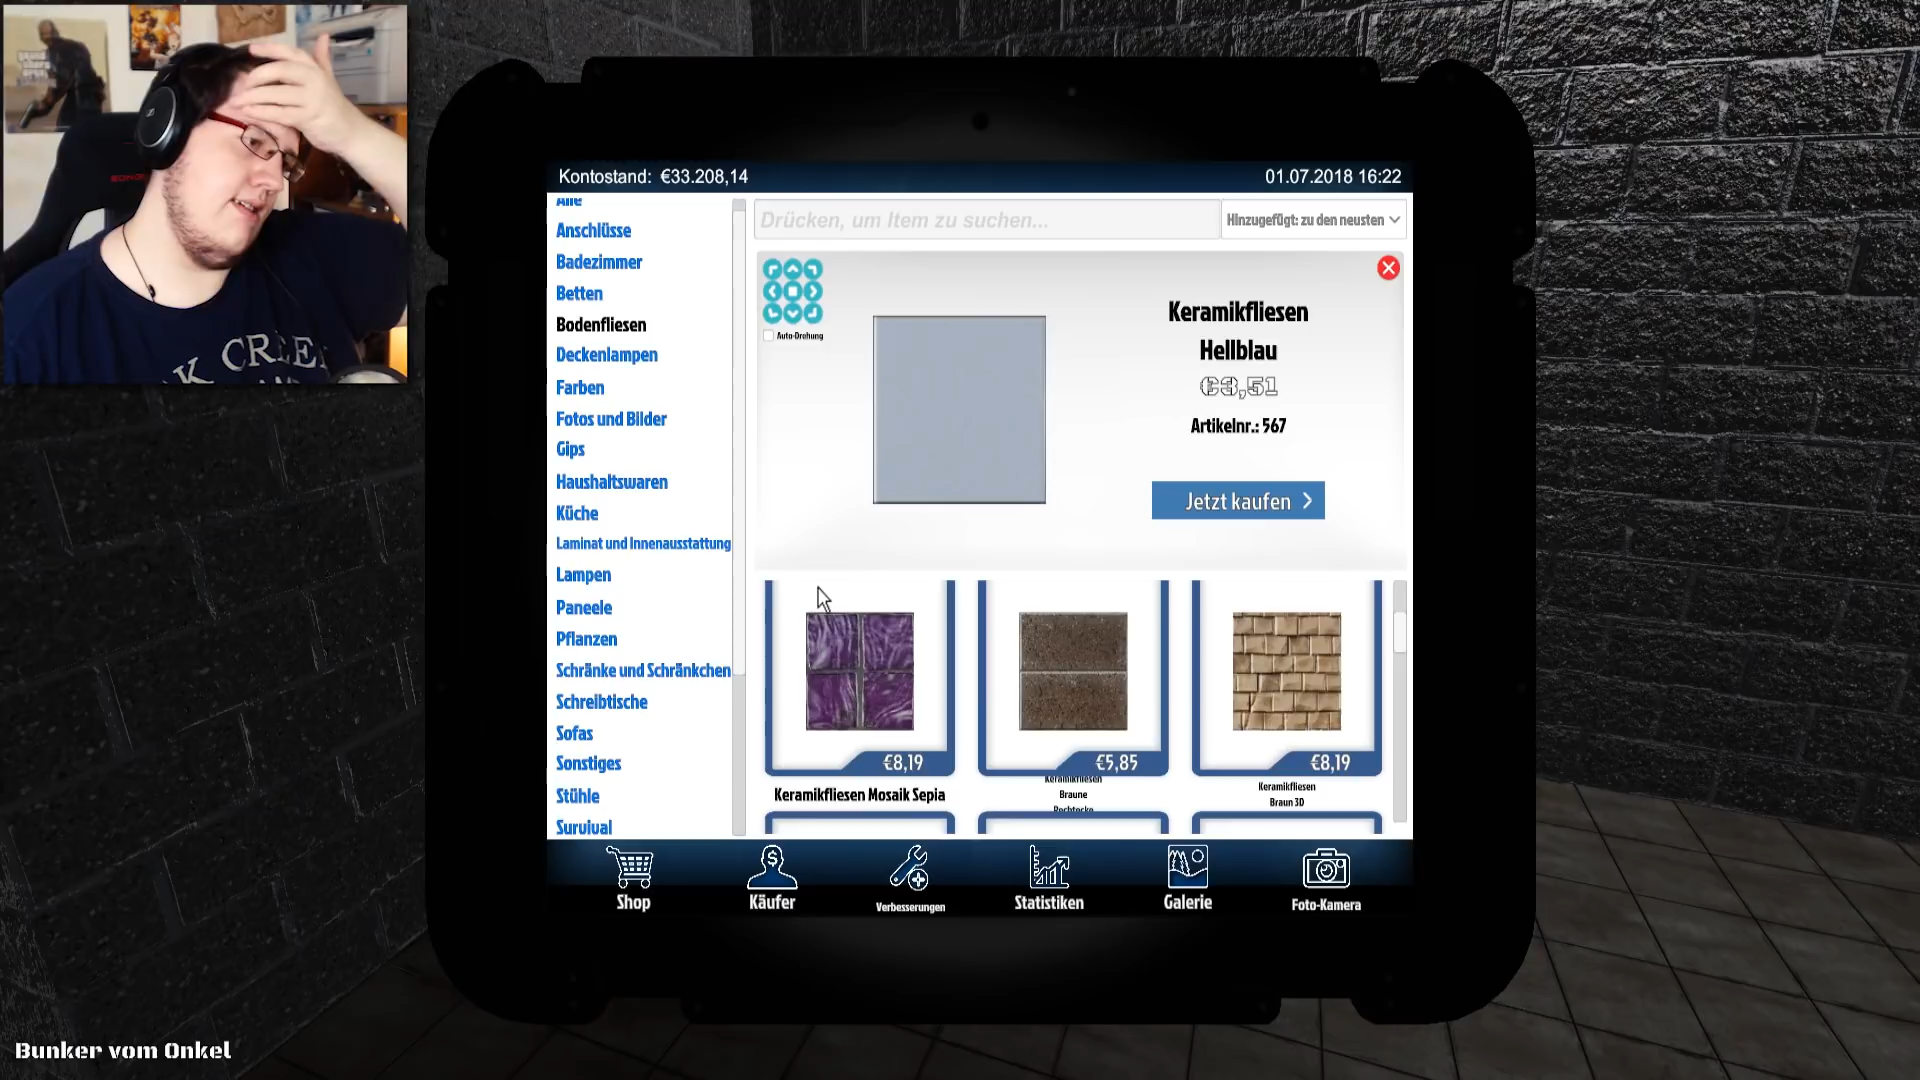 Kontostand: €33.208,14
01.07.2018 16:22
Alle
Anschlüsse
Badezimmer
Betten
Bodenfliesen
Deckenlampen
Farben
Fotos und Bilder
Gips
Haushaltswaren
Küche
Laminat und Innenausstattung
Lampen
Paneele
Pflanzen
Schränke und Schränkchen
Schreibtische
Sofas
Sonstiges
Stühle
Survival
Drücken, um Item zu suchen...
Hinzugefügt: zu den neusten
Auto-Drehung
Keramikfliesen
Hellblau
€3,51
Artikelnr.: 567
Jetzt kaufen
€8,19
€5,85
€8,19
Keramikfliesen Mosaik Sepia
Keramikfliesen
Braune
Rechtecke
Keramikfliesen
Braun 3D
Shop
Käufer
Verbesserungen
Statistiken
Galerie
Foto-Kamera
Bunker vom Onkel